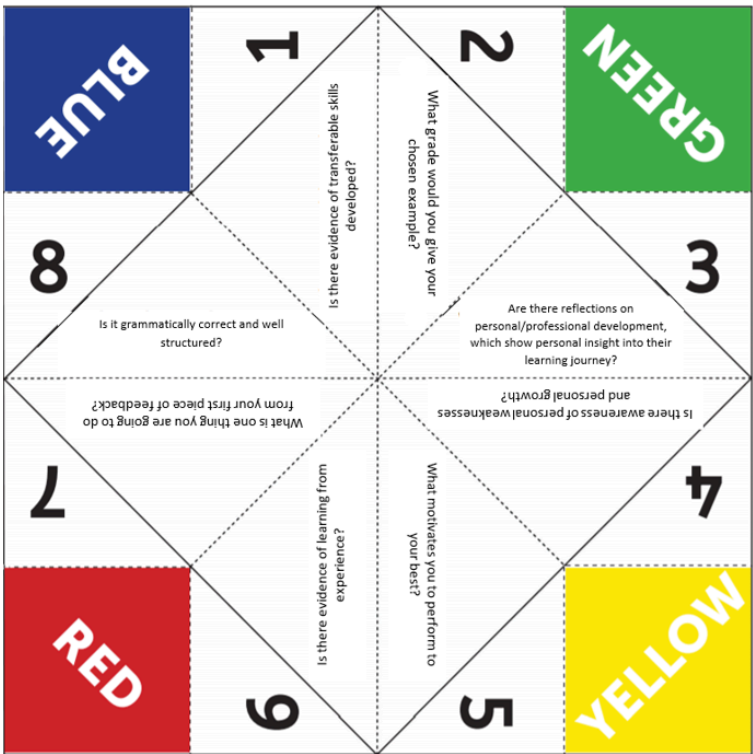 BLUE
1
2
GREEN
Is there evidence of transferable skills
developed?
What grade would you give your
chosen example?
8
3
Is it grammatically correct and well
structured?
Are there reflections on
personal/professional development,
which show personal insight into their
learning journey?
What is one thing you are going to do
from your first piece of feedback?
Is there awareness of personal weaknesses
and personal growth?
7
4
Is there evidence of learning from
experience?
What motivates you to perform to
your best?
RED
6
5
YELLOW